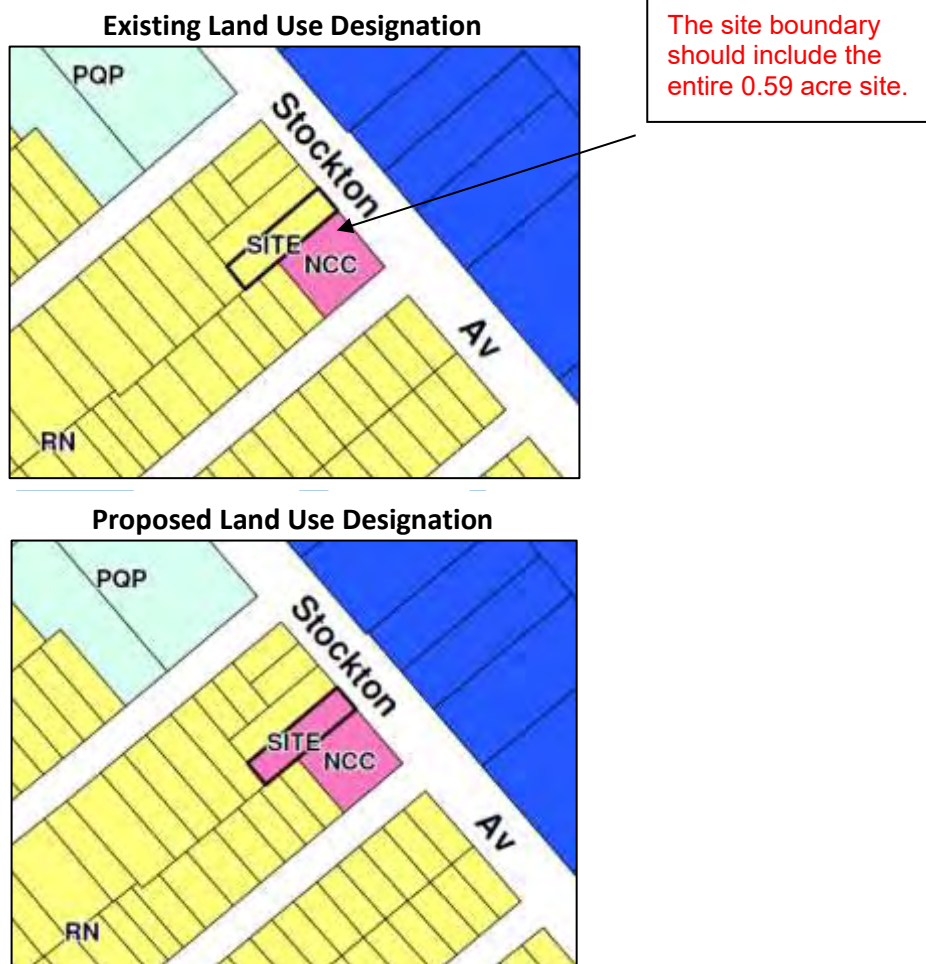 Existing Land Use Designation
The site boundary
should include the
entire 0.59 acre site.
PQP
Stockton
SITE
NCC
Av
RN
Proposed Land Use Designation
PQP
Stockton
SITE
NCC
Av
RN